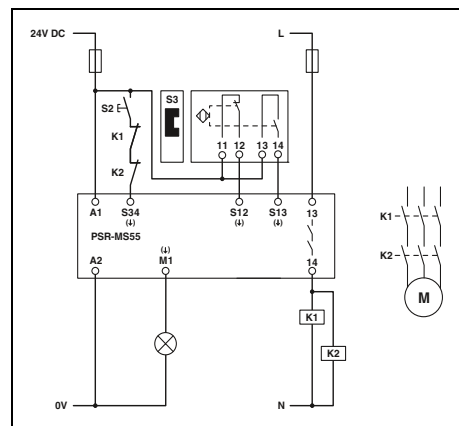 24V DC
L
S2
S3
K1
K2
11 12 13 14
A1 S34 S12 S13 13
(↓) (↓) (↓)
PSR-MS55
A2 (↓) M1 14
K1
K2
M
K1
K2
0V N